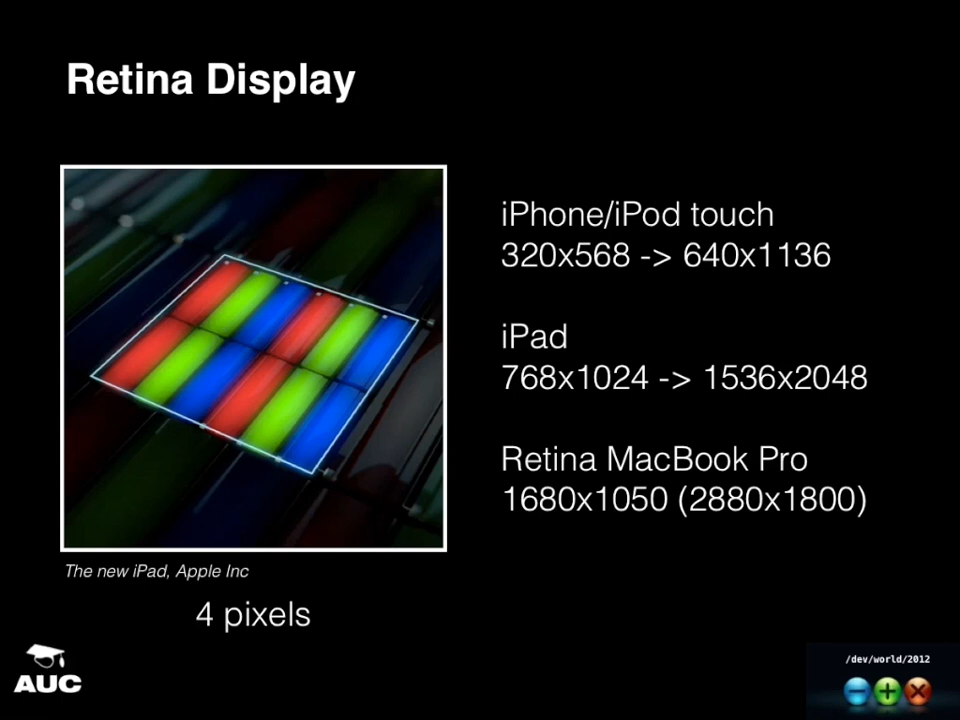 Retina Display
iPhone/iPod touch
320x568 -> 640x1136
iPad
768x1024 -> 1536x2048
Retina MacBook Pro
1680x1050 (2880x1800)
The new iPad, Apple Inc
4 pixels
AUC
/dev/world/2012